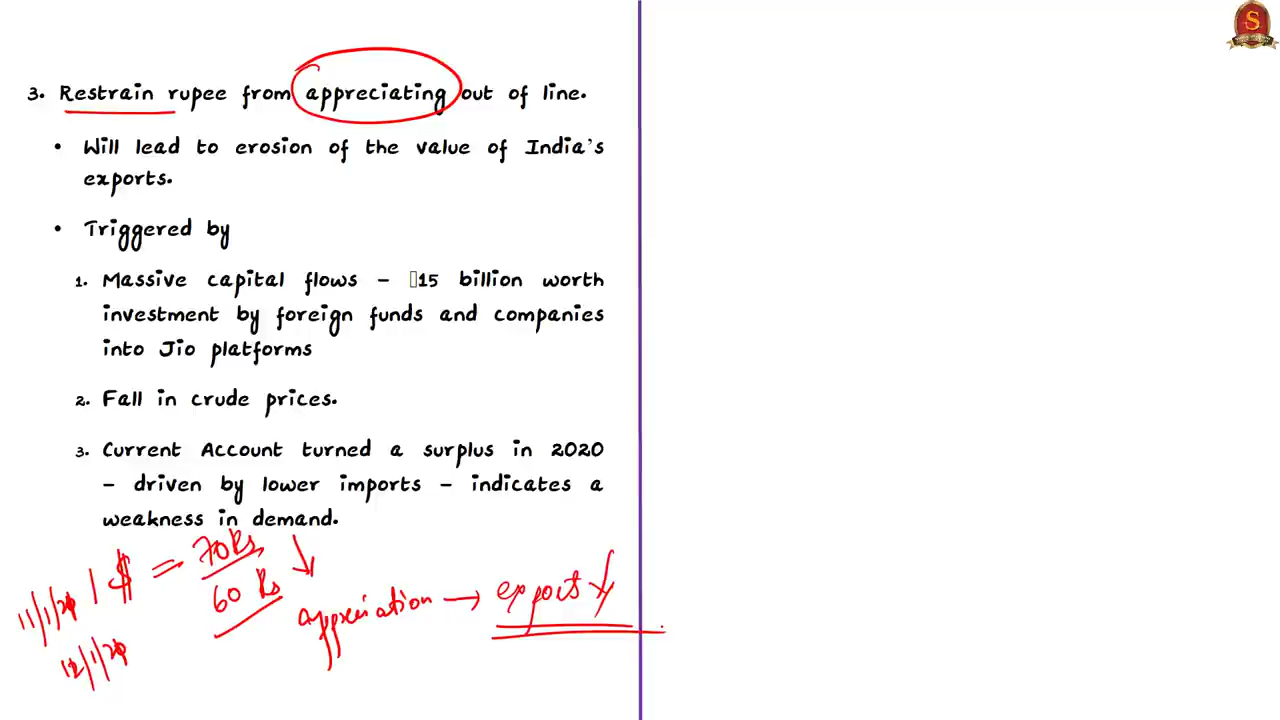 3. Restrain rupee from appreciating out of line.
• Will lead to erosion of the value of India's
exports.
• Triggered by
1. Massive capital flows – 15 billion worth
investment by foreign funds and companies
into Jio platforms
2. Fall in crude prices.
3. Current Account turned a surplus in 2020
– driven by lower imports – indicates a
weakness in demand.
11/1/20 1 $ = 70 Rs
12/1/20 60 Rs
appreciation → export
S